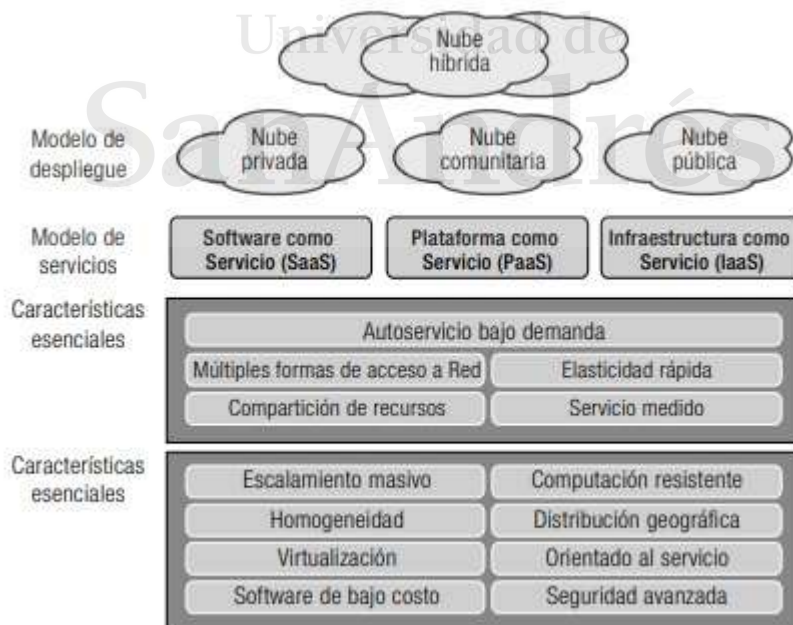 Universidad de
SanAndrés
Nube
híbrida
Modelo de
despliegue
Nube
privada
Nube
comunitaria
Nube
pública
Modelo de
servicios
Software como
Servicio (SaaS)
Plataforma como
Servicio (PaaS)
Infraestructura como
Servicio (IaaS)
Características
esenciales
Autoservicio bajo demanda
Múltiples formas de acceso a Red
Elasticidad rápida
Compartición de recursos
Servicio medido
Características
esenciales
Escalamiento masivo
Computación resistente
Homogeneidad
Distribución geográfica
Virtualización
Orientado al servicio
Software de bajo costo
Seguridad avanzada